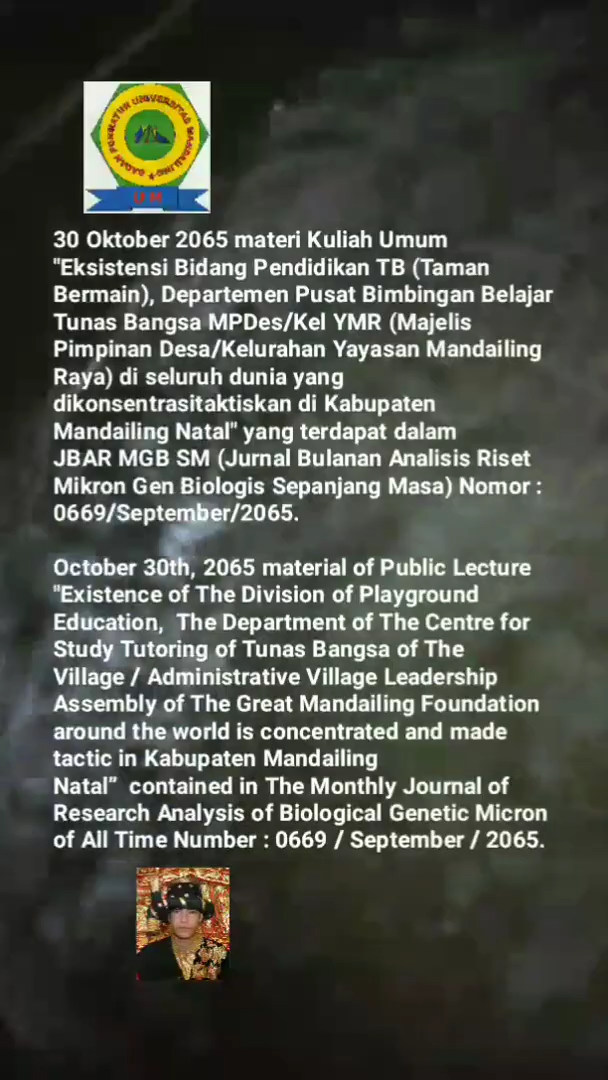 BADAN FORMATUR UNIVERSITAS MANDAILING
U M
30 Oktober 2065 materi Kuliah Umum
"Eksistensi Bidang Pendidikan TB (Taman
Bermain), Departemen Pusat Bimbingan Belajar
Tunas Bangsa MPDes/Kel YMR (Majelis
Pimpinan Desa/Kelurahan Yayasan Mandailing
Raya) di seluruh dunia yang
dikonsentrasitaktiskan di Kabupaten
Mandailing Natal" yang terdapat dalam
JBAR MGB SM (Jurnal Bulanan Analisis Riset
Mikron Gen Biologis Sepanjang Masa) Nomor :
0669/September/2065.
October 30th, 2065 material of Public Lecture
"Existence of The Division of Playground
Education,  The Department of The Centre for
Study Tutoring of Tunas Bangsa of The
Village / Administrative Village Leadership
Assembly of The Great Mandailing Foundation
around the world is concentrated and made
tactic in Kabupaten Mandailing
Natal”  contained in The Monthly Journal of
Research Analysis of Biological Genetic Micron
of All Time Number : 0669 / September / 2065.